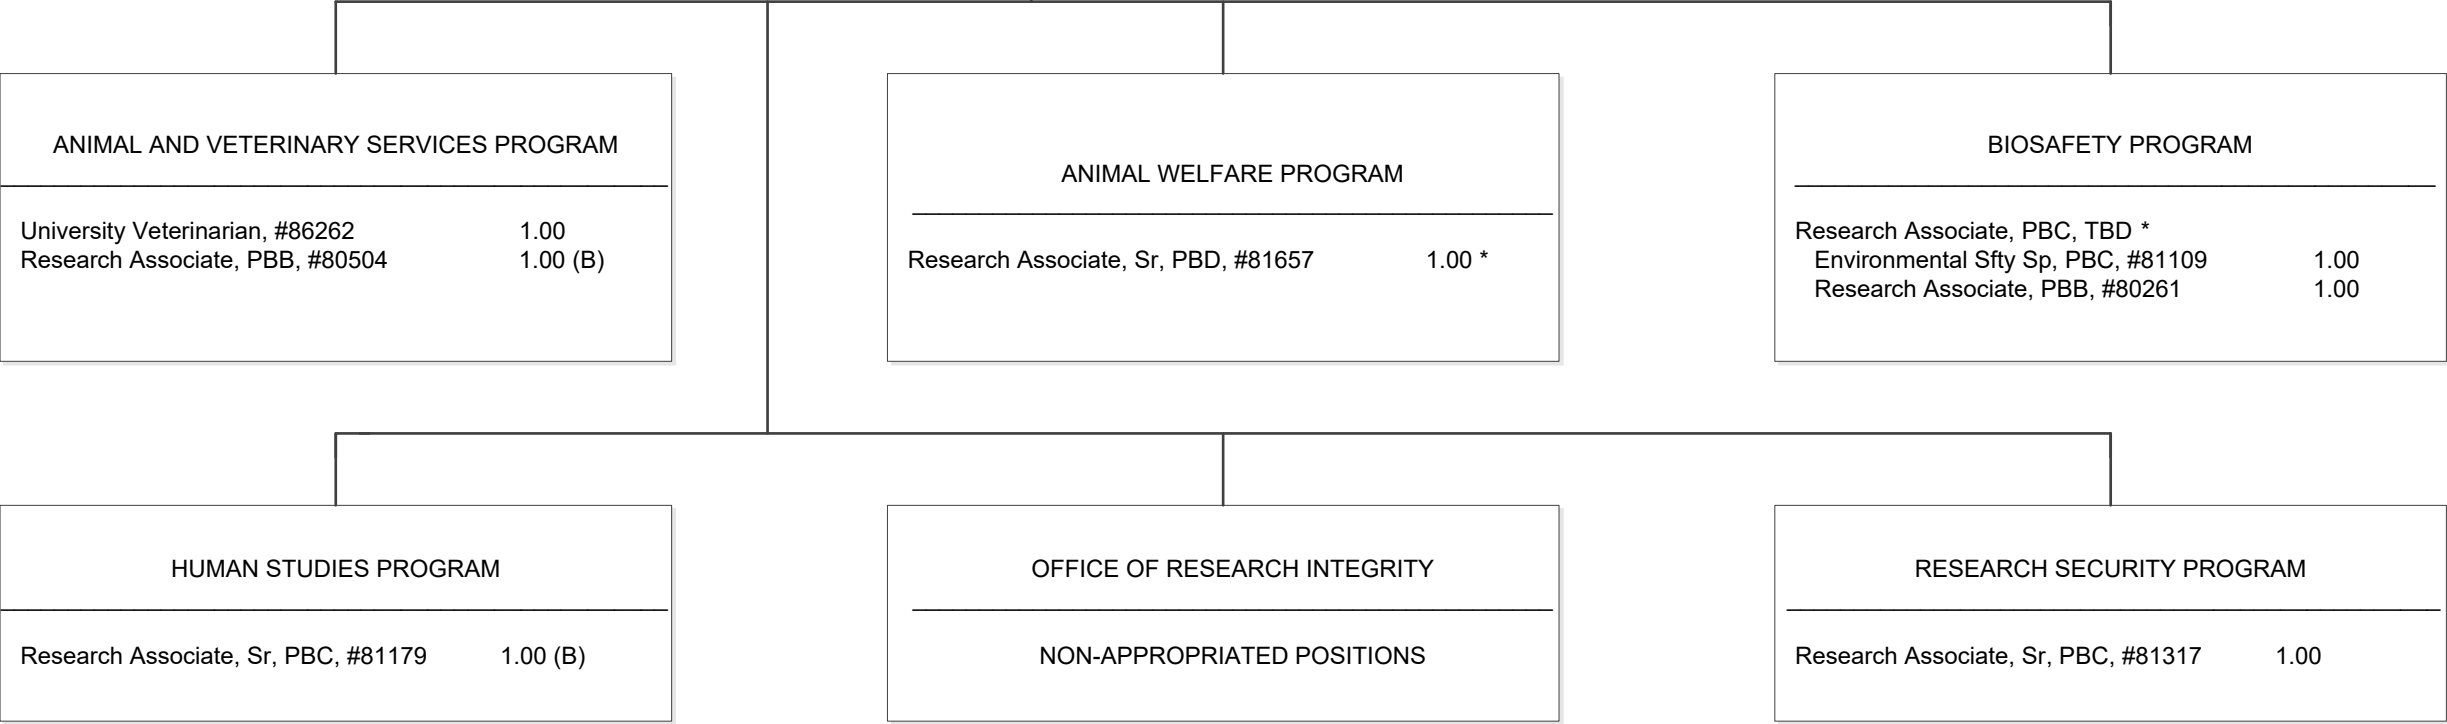 ANIMAL AND VETERINARY SERVICES PROGRAM
University Veterinarian, #86262 1.00
Research Associate, PBB, #80504 1.00 (B)
ANIMAL WELFARE PROGRAM
Research Associate, Sr, PBD, #81657 1.00 *
BIOSAFETY PROGRAM
Research Associate, PBC, TBD *
Environmental Sfty Sp, PBC, #81109 1.00
Research Associate, PBB, #80261 1.00
HUMAN STUDIES PROGRAM
Research Associate, Sr, PBC, #81179 1.00 (B)
OFFICE OF RESEARCH INTEGRITY
NON-APPROPRIATED POSITIONS
RESEARCH SECURITY PROGRAM
Research Associate, Sr, PBC, #81317 1.00